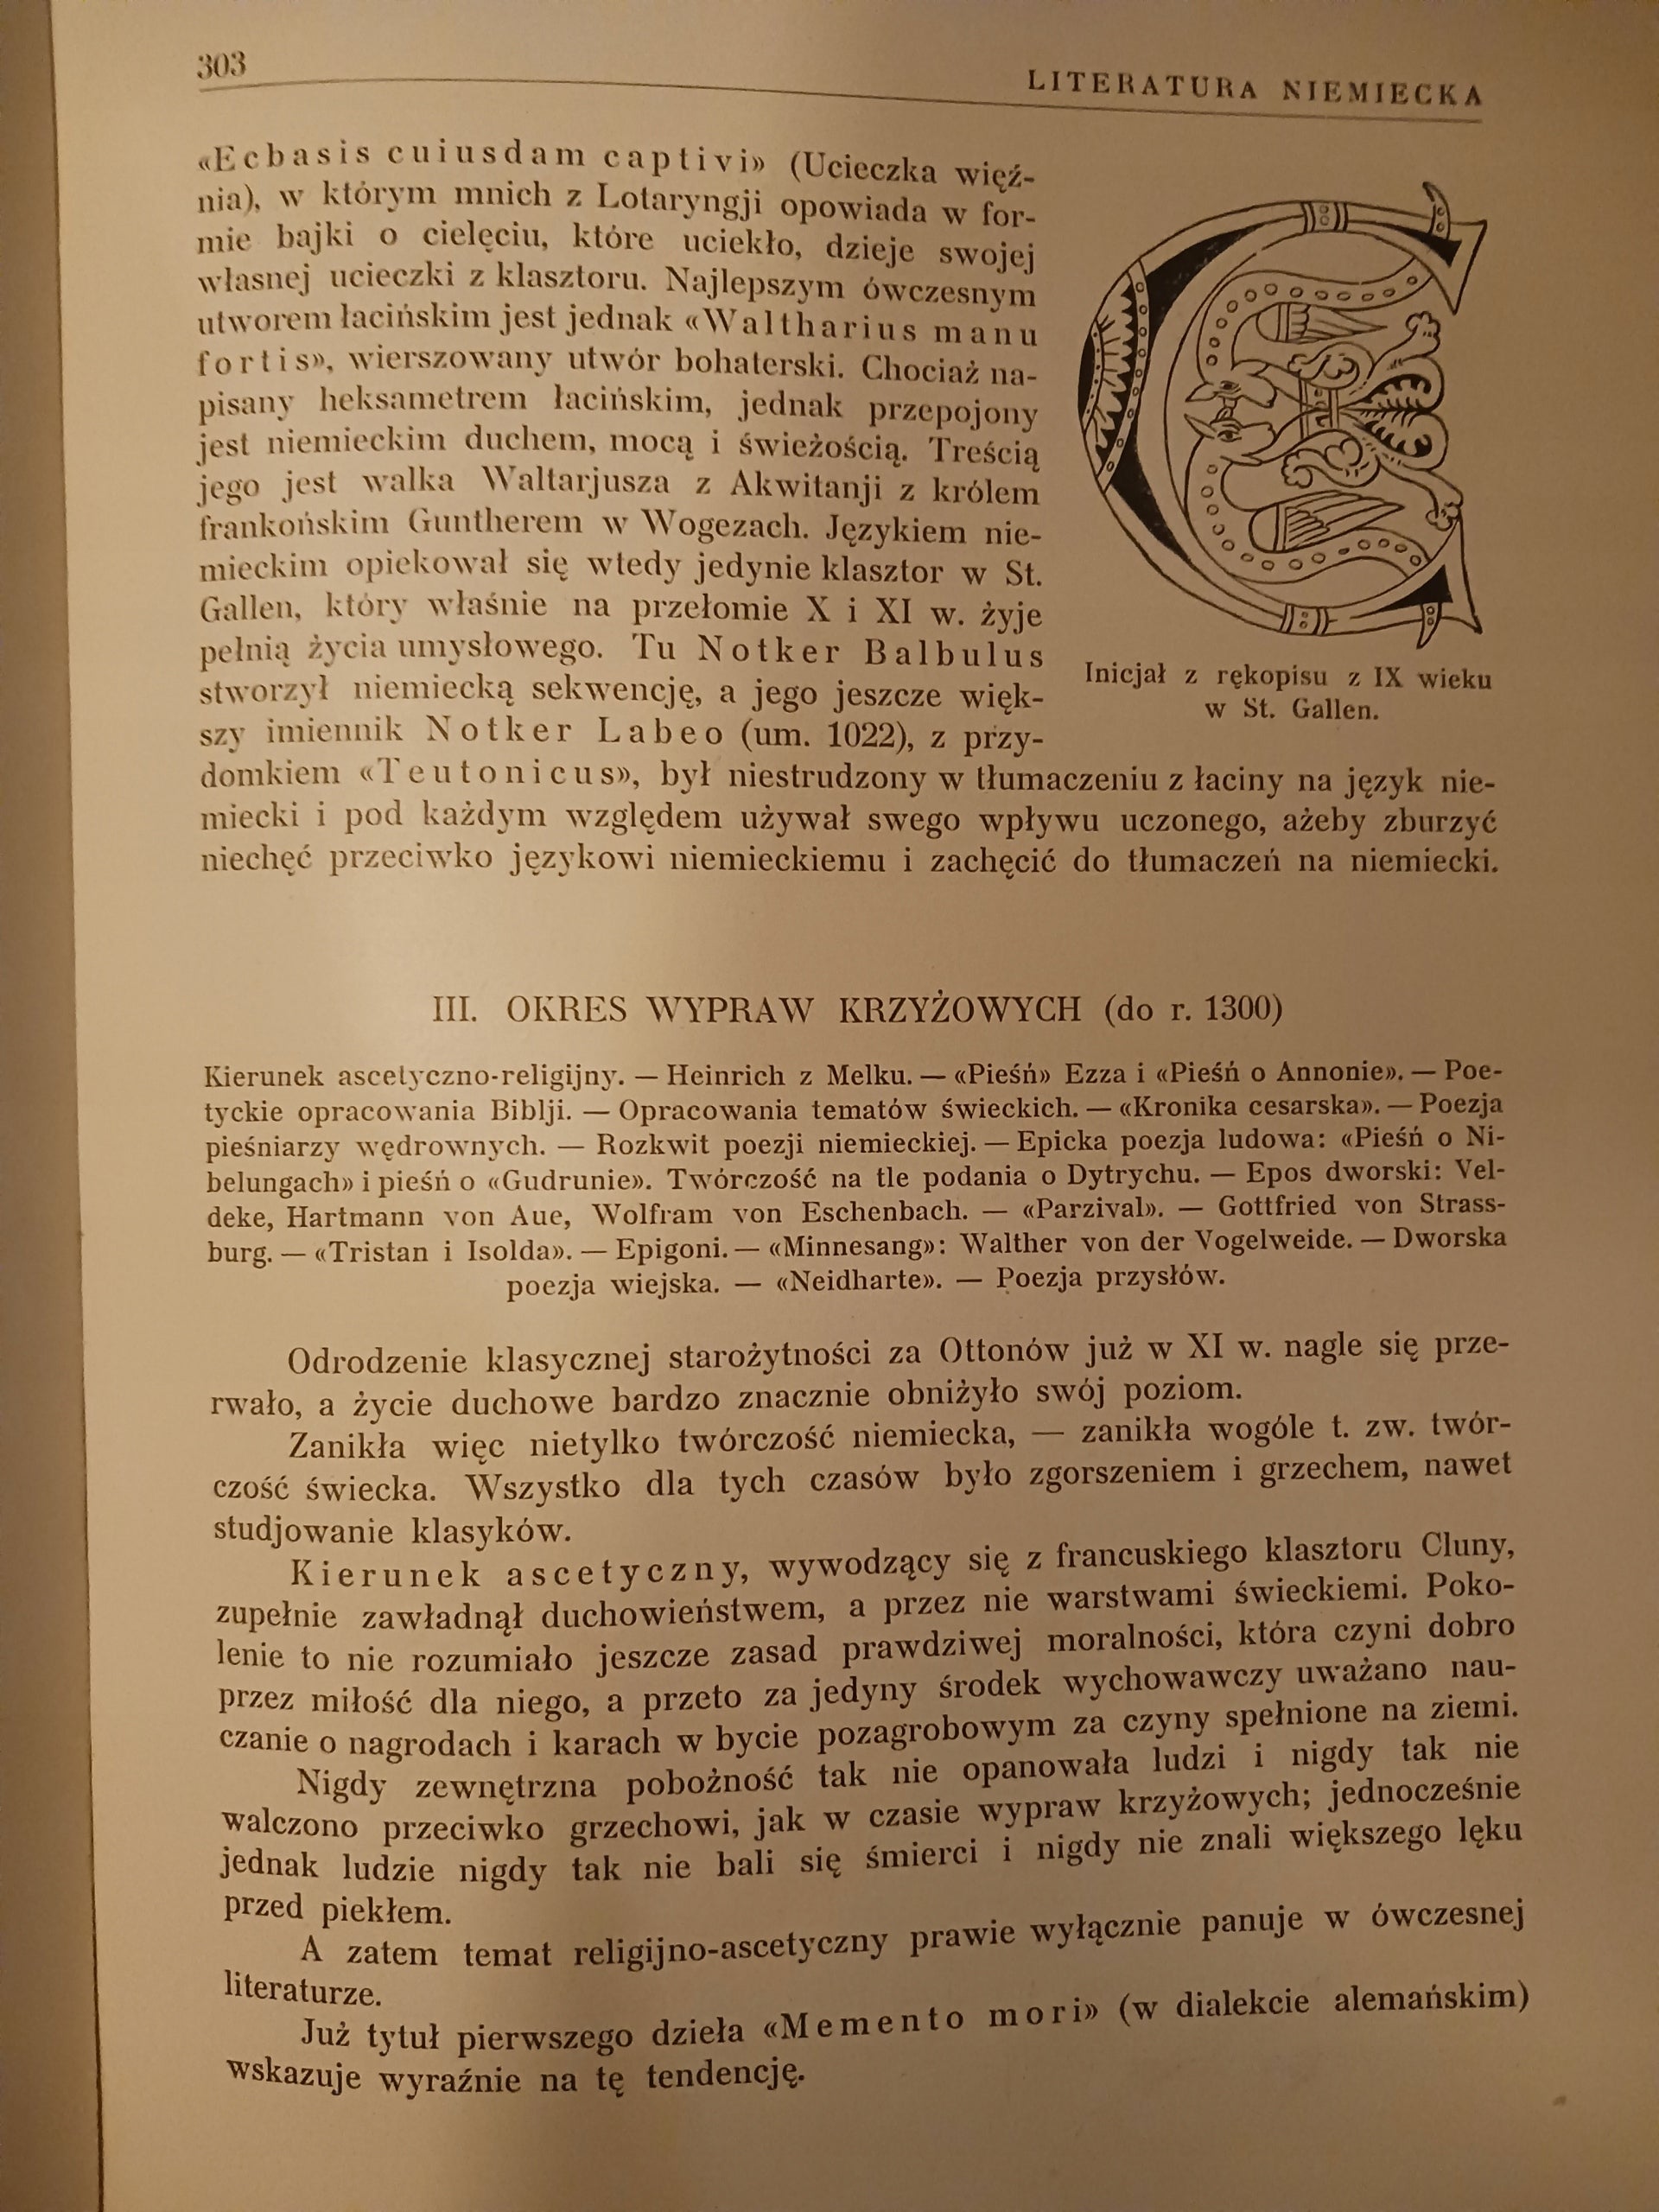 303
LITERATURA NIEMIECKA
«Ecbasis cuiusdam captivi» (Ucieczka więź-
nia), w którym mnich z Lotaryngji opowiada w for-
mie bajki o cielęciu, które uciekło, dzieje swojej
własnej ucieczki z klasztoru. Najlepszym ówczesnym
utworem łacińskim jest jednak «Waltharius manu
fortis», wierszowany utwór bohaterski. Chociaż na-
pisany heksametrem łacińskim, jednak przepojony
jest niemieckim duchem, mocą i świeżością. Treścią
jego jest walka Waltarjusza z Akwitanji z królem
frankońskim Guntherem w Wogezach. Językiem nie-
mieckim opiekował się wtedy jedynie klasztor w St.
Gallen, który właśnie na przełomie X i XI w. żyje
pełnią życia umysłowego. Tu Notker Balbulus
stworzył niemiecką sekwencję, a jego jeszcze więk-
szy imiennik Notker Labeo (um. 1022), z przy-
domkiem «Teutonicus», był niestrudzony w tłumaczeniu z łaciny na język nie-
miecki i pod każdym względem używał swego wpływu uczonego, ażeby zburzyć
niechęć przeciwko językowi niemieckiemu i zachęcić do tłumaczeń na niemiecki.
Inicjał z rękopisu z IX wieku
w St. Gallen.
III. OKRES WYPRAW KRZYŻOWYCH (do r. 1300)
Kierunek ascetyczno-religijny. — Heinrich z Melku. — «Pieśń» Ezza i «Pieśń o Annonie». — Poe-
tyckie opracowania Biblji. — Opracowania tematów świeckich. — «Kronika cesarska». — Poezja
pieśniarzy wędrownych. — Rozkwit poezji niemieckiej. — Epicka poezja ludowa: «Pieśń o Ni-
belungach» i pieśń o «Gudrunie». Twórczość na tle podania o Dytrychu. — Epos dworski: Vel-
deke, Hartmann von Aue, Wolfram von Eschenbach. — «Parzival». — Gottfried von Strass-
burg. — «Tristan i Isolda». — Epigoni. — «Minnesang»: Walther von der Vogelweide. — Dworska
poezja wiejska. — «Neidharte». — Poezja przysłów.
Odrodzenie klasycznej starożytności za Ottonów już w XI w. nagle się prze-
rwało, a życie duchowe bardzo znacznie obniżyło swój poziom.
Zanikła więc nietylko twórczość niemiecka, — zanikła wogóle t. zw. twór-
czość świecka. Wszystko dla tych czasów było zgorszeniem i grzechem, nawet
studjowanie klasyków.
Kierunek ascetyczny, wywodzący się z francuskiego klasztoru Cluny,
zupełnie zawładnął duchowieństwem, a przez nie warstwami świeckiemi. Poko-
lenie to nie rozumiało jeszcze zasad prawdziwej moralności, która czyni dobro
przez miłość dla niego, a przeto za jedyny środek wychowawczy uważano nau-
czanie o nagrodach i karach w bycie pozagrobowym za czyny spełnione na ziemi.
Nigdy zewnętrzna pobożność tak nie opanowała ludzi i nigdy tak nie
walczono przeciwko grzechowi, jak w czasie wypraw krzyżowych; jednocześnie
jednak ludzie nigdy tak nie bali się śmierci i nigdy nie znali większego lęku
przed piekłem.
A zatem temat religijno-ascetyczny prawie wyłącznie panuje w ówczesnej
literaturze.
Już tytuł pierwszego dzieła «Memento mori» (w dialekcie alemańskim)
wskazuje wyraźnie na tę tendencję.